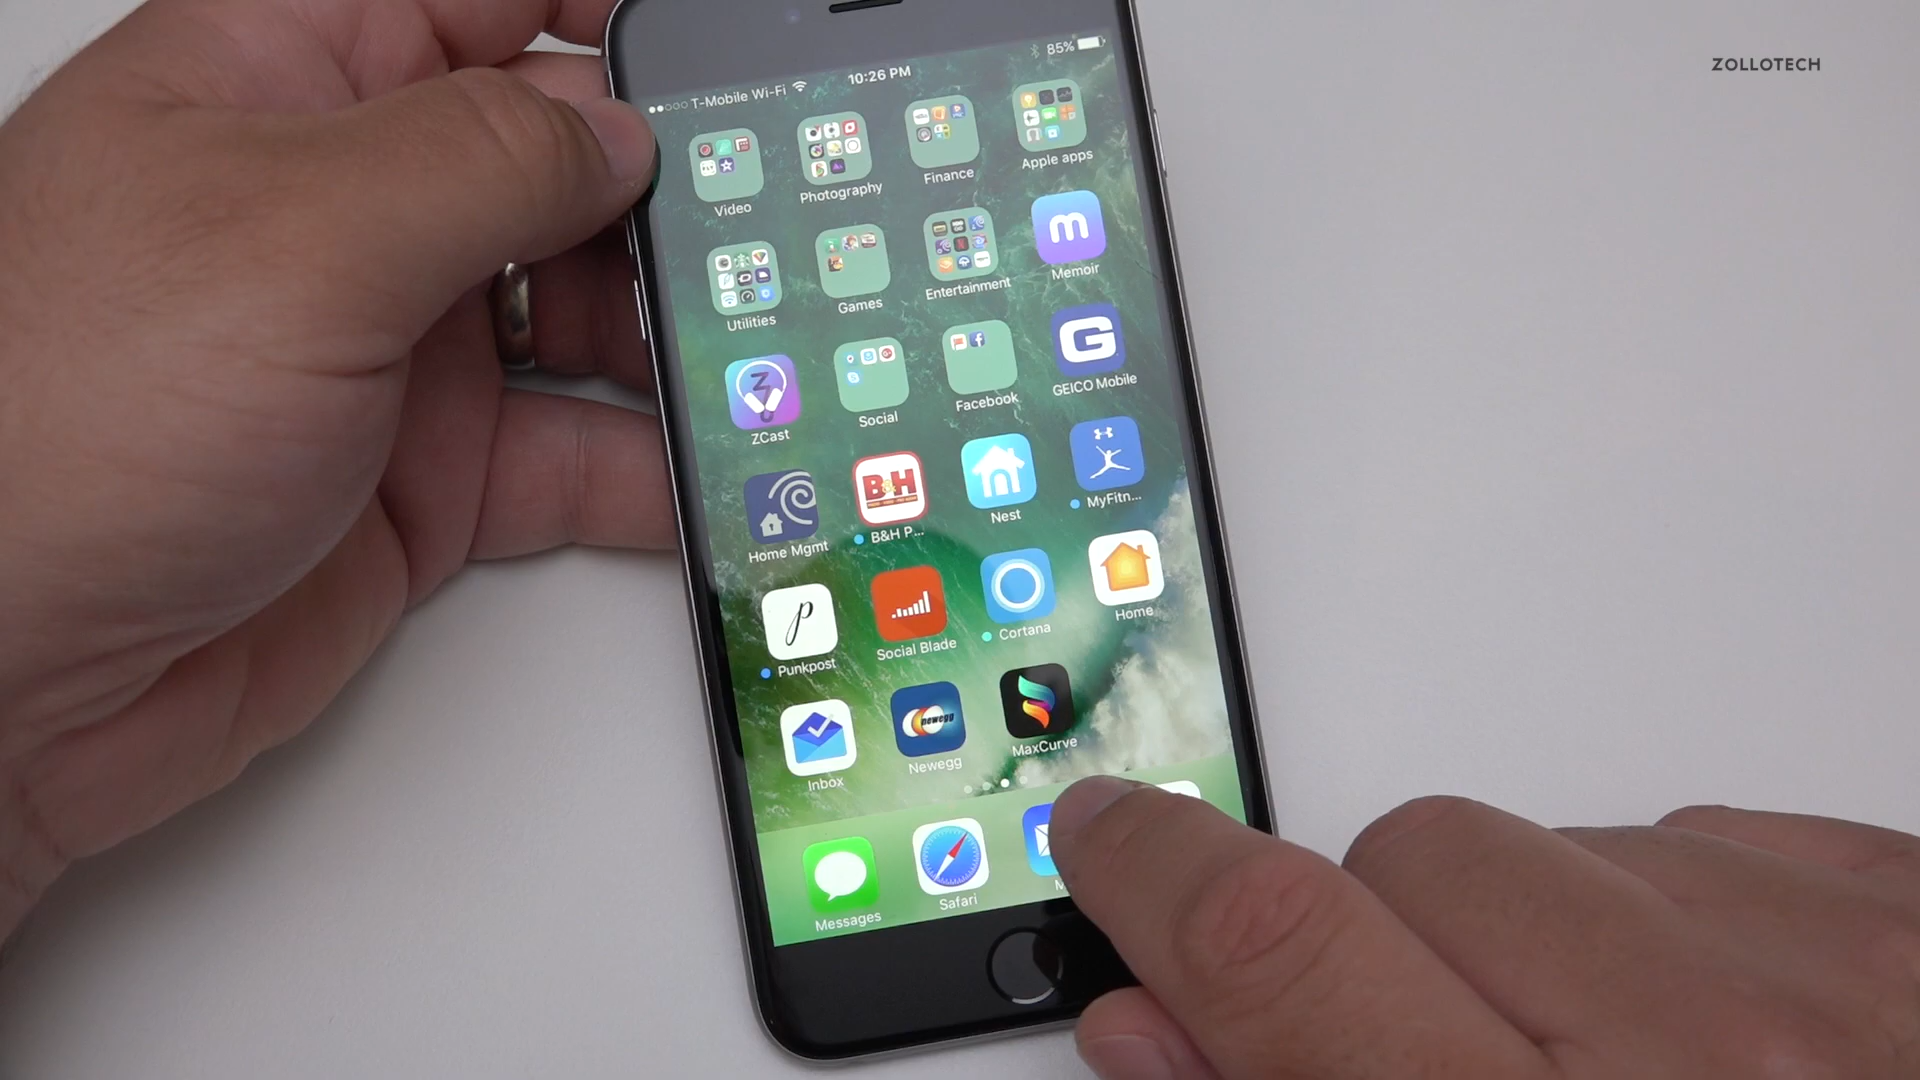 ZOLLOTECH
T-Mobile Wi-Fi 10:26 PM 85%
Video Photography Finance Apple apps
Utilities Games Entertainment Memoir
ZCast Social Facebook GEICO Mobile
Home Mgmt B&H P... Nest MyFitn...
Punkpost Social Blade Cortana Home
Inbox Newegg MaxCurve
Messages Safari M
m
Z
G
B&H
p
newegg